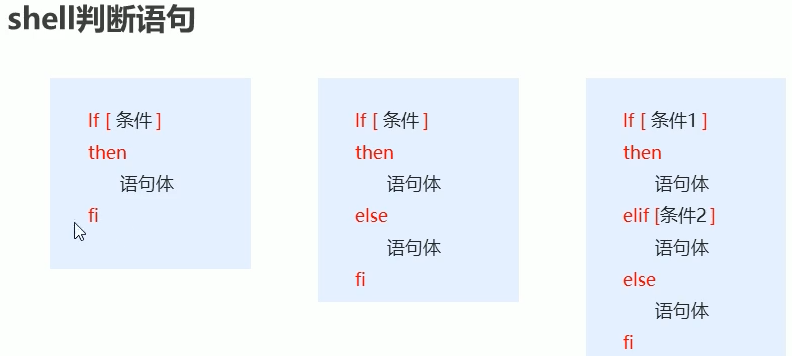 shell判断语句
If [ 条件 ]
then
语句体
fi
If [ 条件 ]
then
语句体
else
语句体
fi
If [ 条件1 ]
then
语句体
elif [条件2 ]
语句体
else
语句体
fi